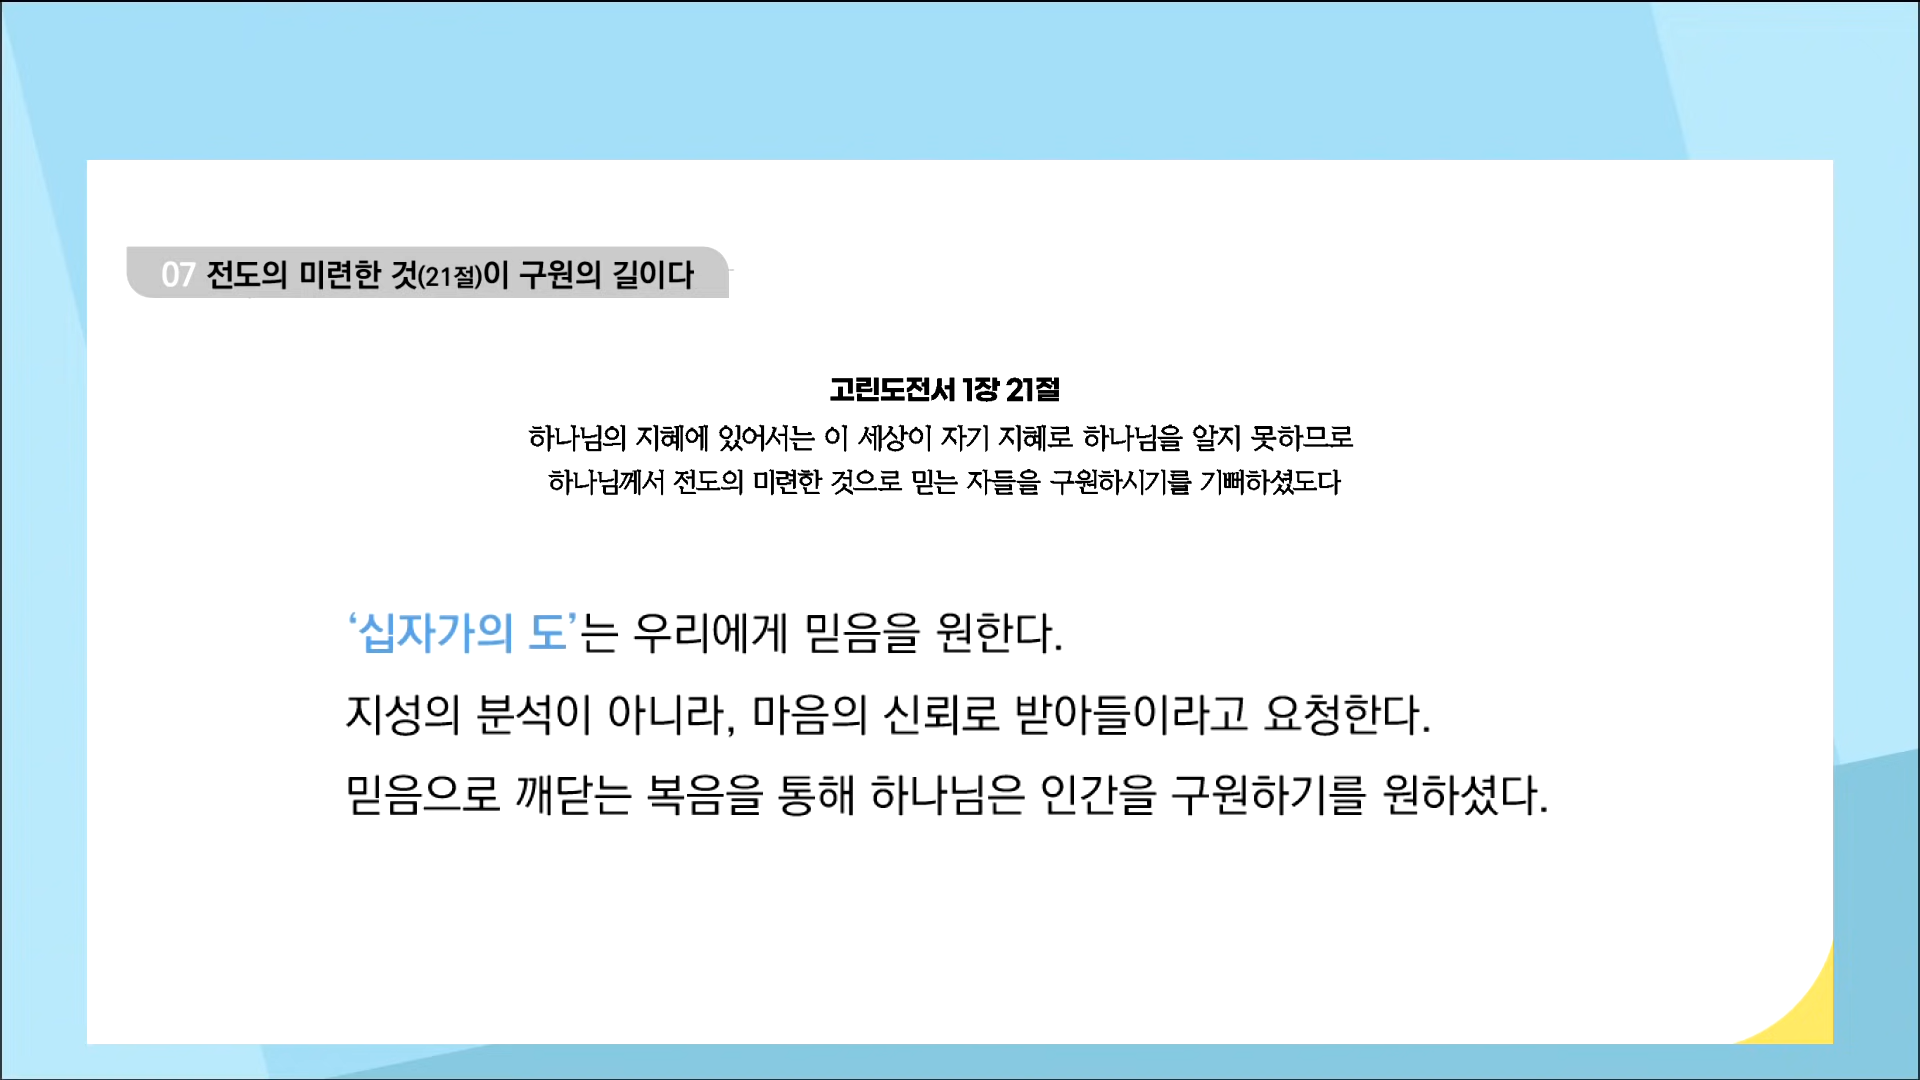 07 전도의 미련한 것(21절)이 구원의 길이다
고린도전서 1장 21절
하나님의 지혜에 있어서는 이 세상이 자기 지혜로 하나님을 알지 못하므로
하나님께서 전도의 미련한 것으로 믿는 자들을 구원하시기를 기뻐하셨도다
‘십자가의 도’는 우리에게 믿음을 원한다.
지성의 분석이 아니라, 마음의 신뢰로 받아들이라고 요청한다.
믿음으로 깨닫는 복음을 통해 하나님은 인간을 구원하기를 원하셨다.